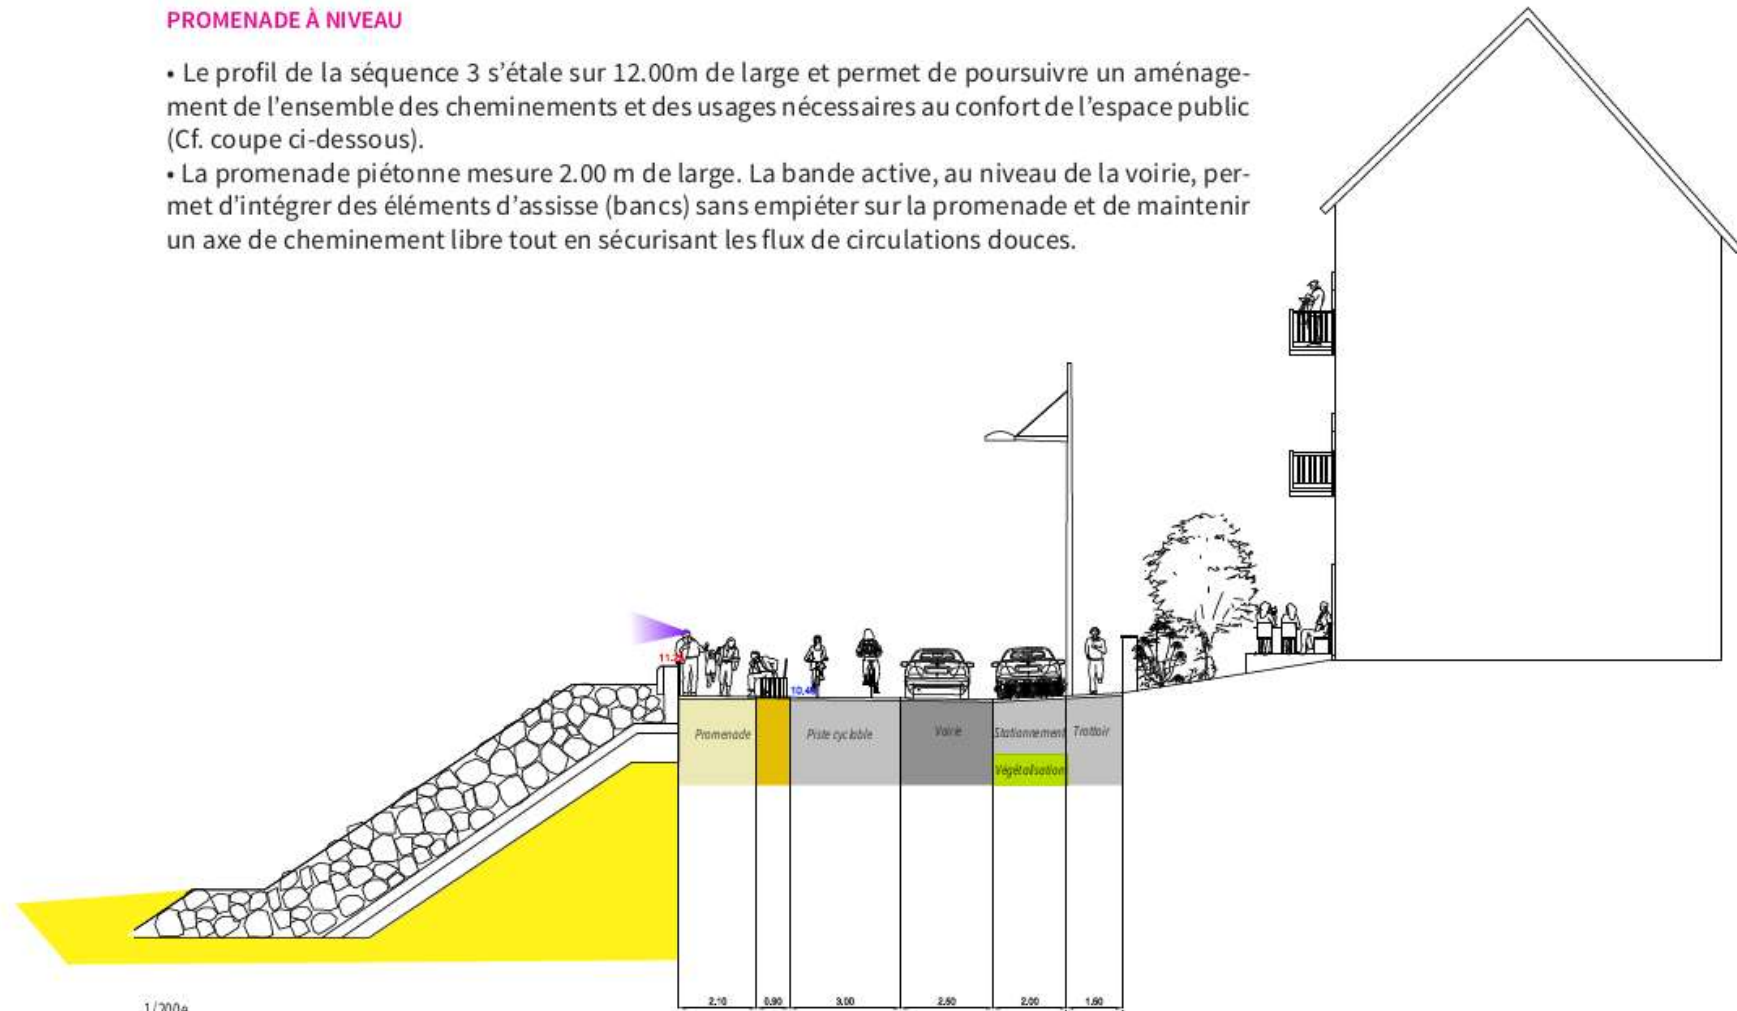 PROMENADE À NIVEAU
• Le profil de la séquence 3 s’étale sur 12.00m de large et permet de poursuivre un aménage-
ment de l’ensemble des cheminements et des usages nécessaires au confort de l’espace public
(Cf. coupe ci-dessous).
• La promenade piétonne mesure 2.00 m de large. La bande active, au niveau de la voirie, per-
met d’intégrer des éléments d’assisse (bancs) sans empiéter sur la promenade et de maintenir
un axe de cheminement libre tout en sécurisant les flux de circulations douces.
Promenade Piste cyclable Voirie Stationnement Trottoir
Végétalisation
2.10 0.90 3.00 2.50 2.00